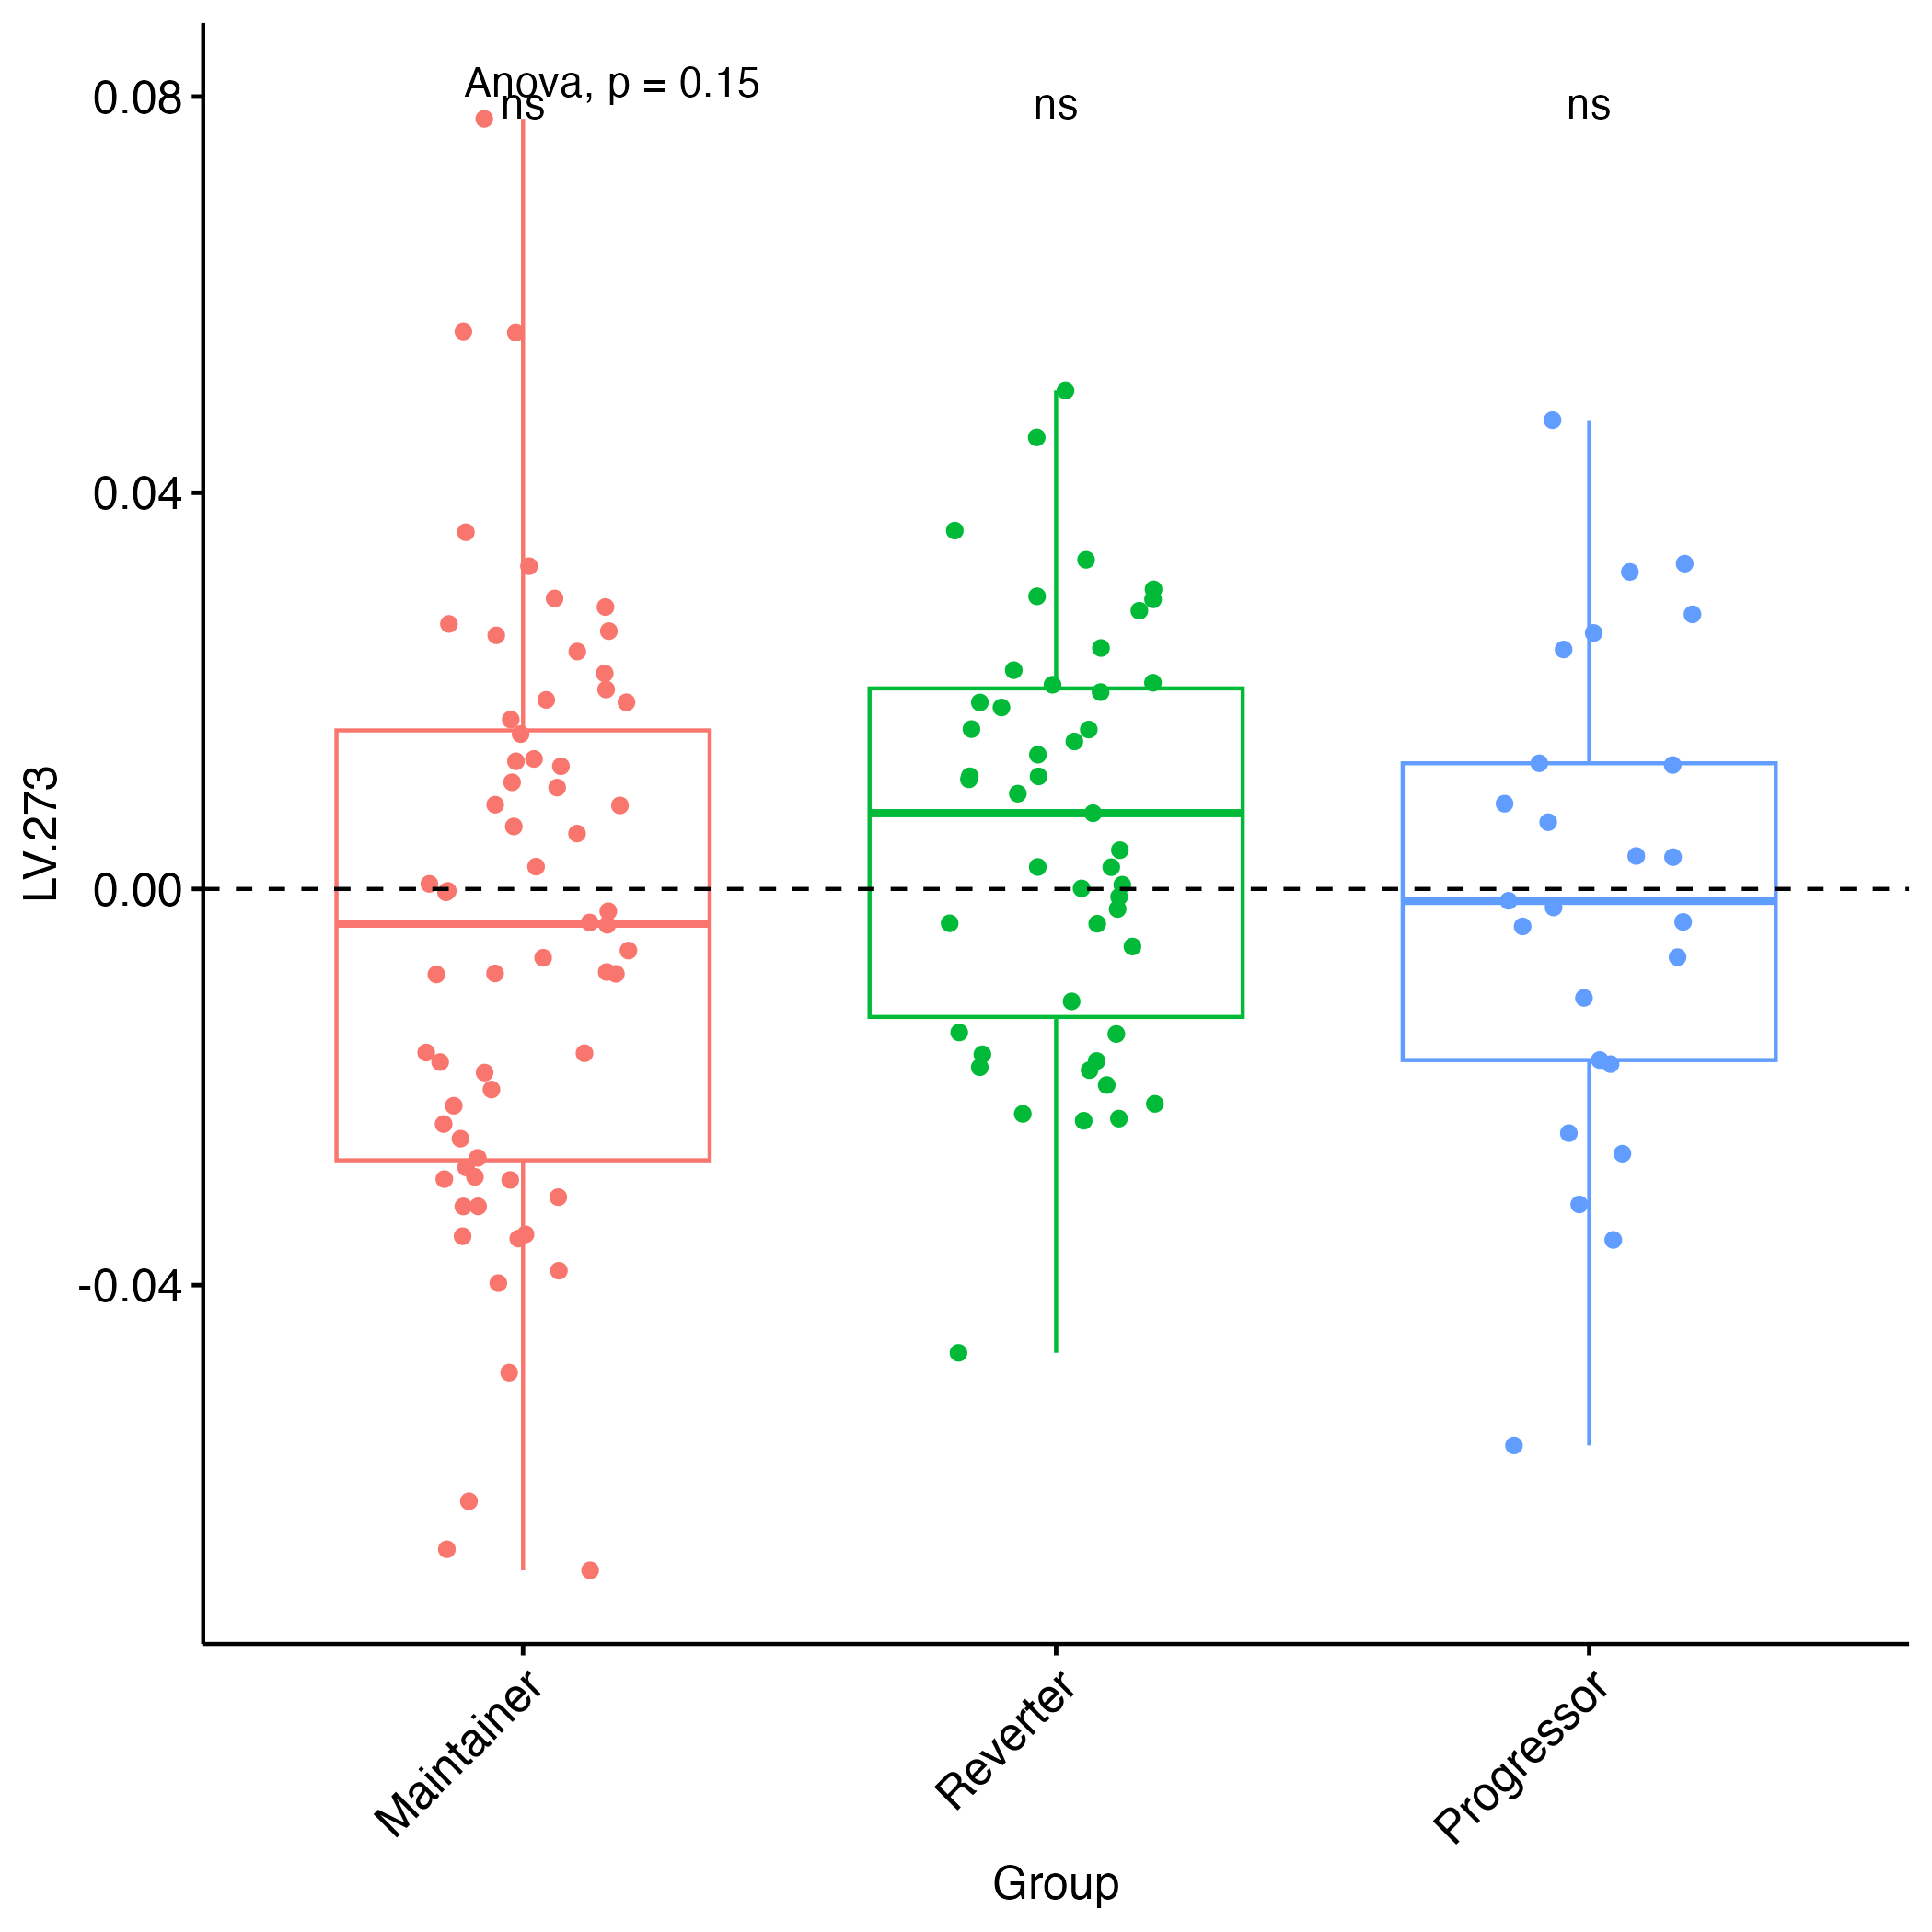 Anova, p = 0.15
ns
ns
ns
0.08
0.04
0.00
-0.04
LV.273
Maintainer
Reverter
Progressor
Group